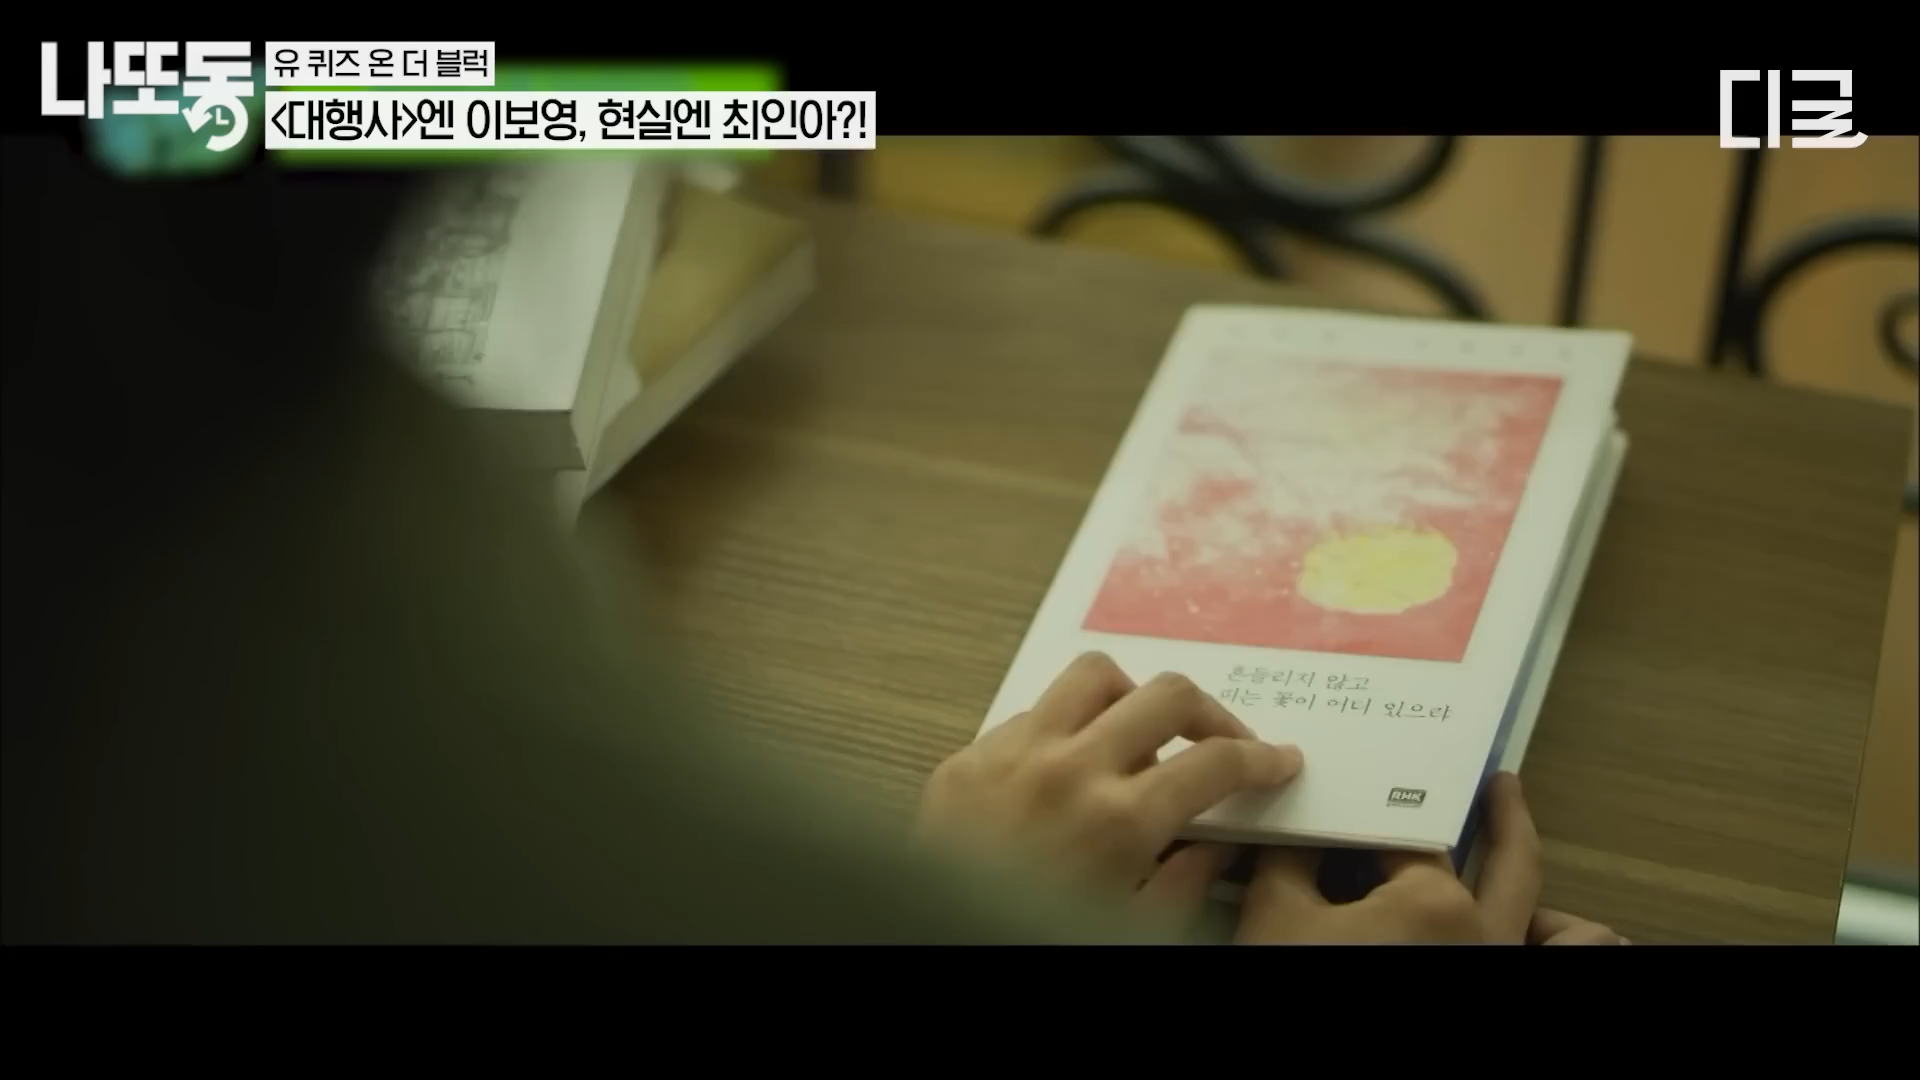 나또동
유 퀴즈 온 더 블럭
<대행사>엔 이보영, 현실엔 최인아?!
디글
흔들리지 않고
피는 꽃이 어디 있으랴
RHK